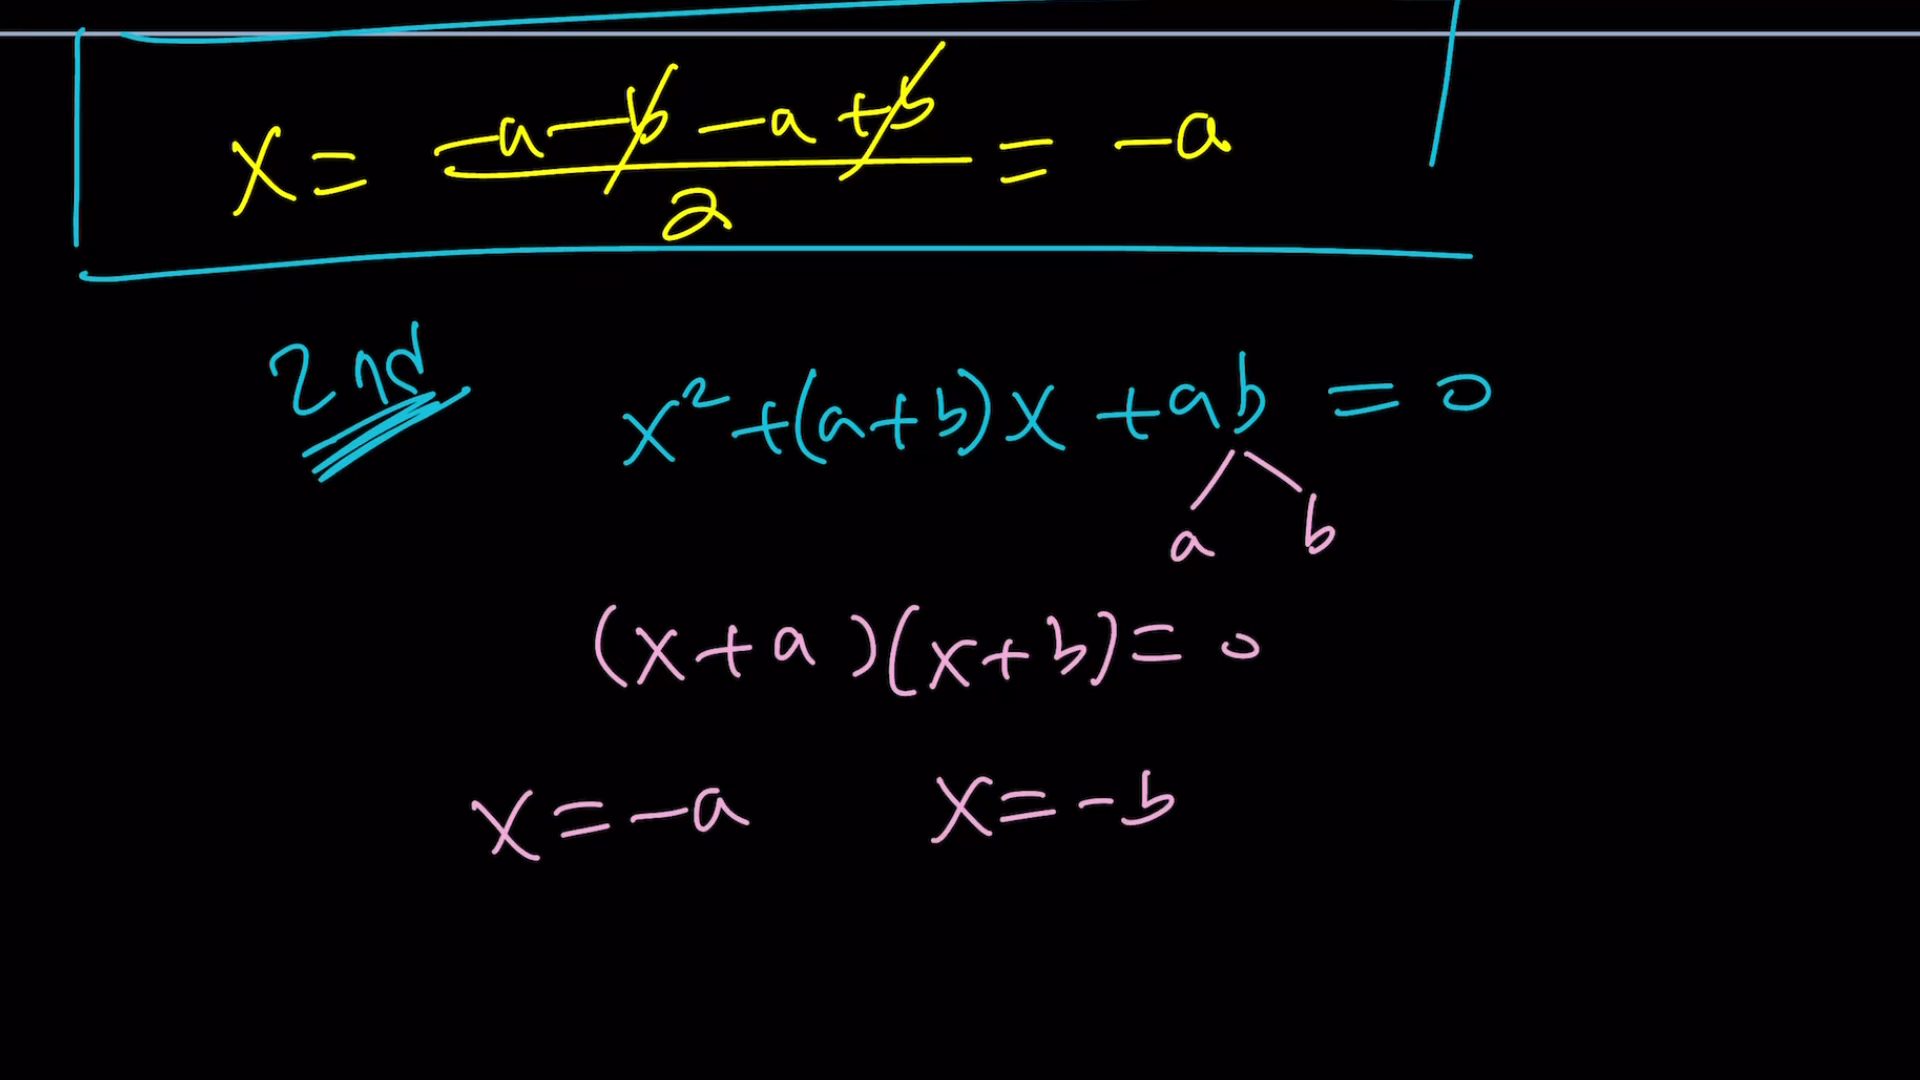 x = (-a - b - a + b)/2 = -a
2nd x² + (a+b)x + ab = 0
a b
(x + a)(x + b) = 0
x = -a x = -b